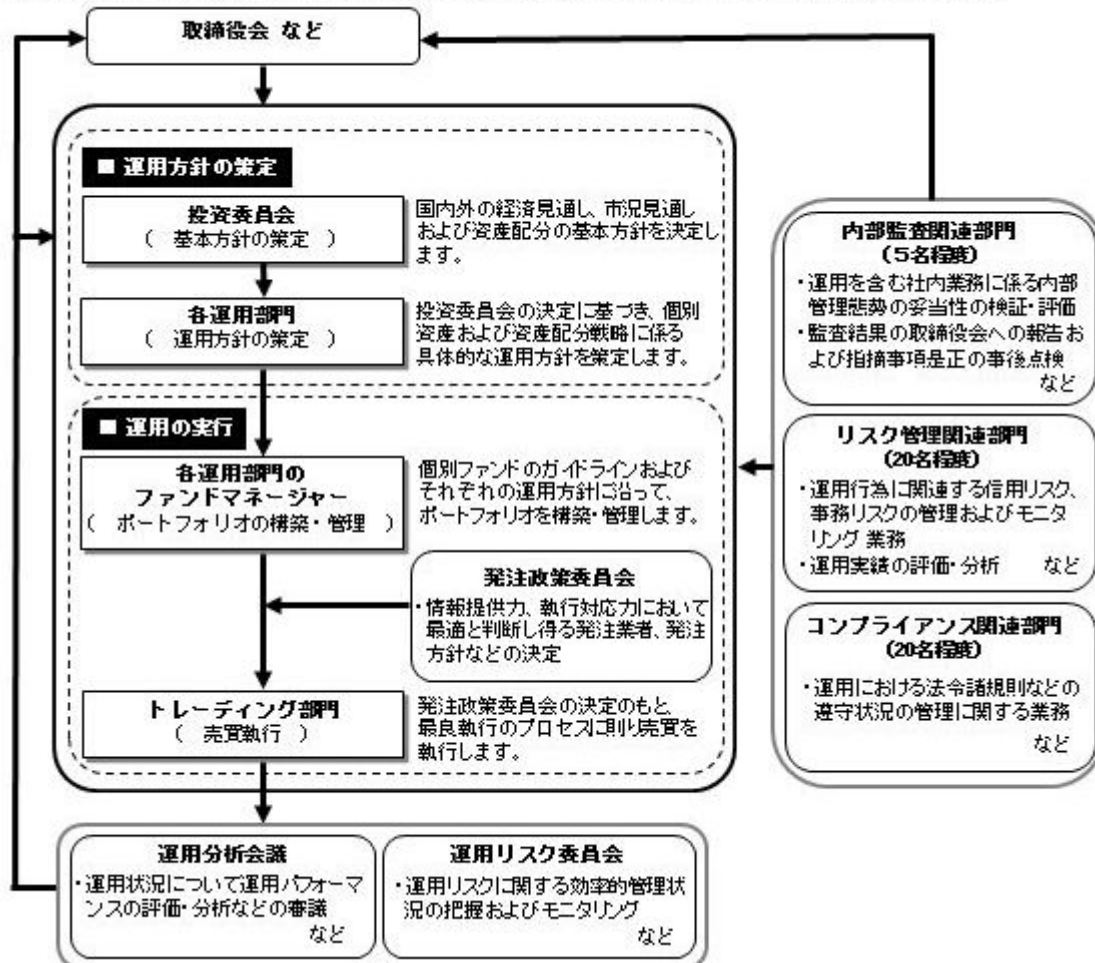 取締役会 など
■ 運用方針の策定
投資委員会
( 基本方針の策定 )
国内外の経済見通し、市況見通し
および資産配分の基本方針を決定し
ます。
各運用部門
( 運用方針の策定 )
投資委員会の決定に基づき、個別
資産および資産配分戦略に係る
具体的な運用方針を策定します。
■ 運用の実行
各運用部門の
ファンドマネージャー
( ポートフォリオの構築・管理 )
個別ファンドのガイドラインおよび
それぞれの運用方針に沿って、
ポートフォリオを構築・管理します。
発注政策委員会
・情報提供力、執行対応力において
最適と判断し得る発注業者、発注
方針などの決定
トレーディング部門
( 売買執行 )
発注政策委員会の決定のもと、
最良執行のプロセスに則り売買を
執行します。
運用分析会議
・運用状況について運用パフォーマ
ンスの評価・分析などの審議
など
運用リスク委員会
・運用リスクに関する効率的管理状
況の把握およびモニタリング
など
内部監査関連部門
(5名程度)
・運用を含む社内業務に係る内部
管理態勢の妥当性の検証・評価
・監査結果の取締役会への報告お
よび指摘事項是正の事後点検
など
リスク管理関連部門
(20名程度)
・運用行為に関連する信用リスク、
事務リスクの管理およびモニタ
リング 業務
・運用実績の評価・分析 など
コンプライアンス関連部門
(20名程度)
・運用における法令諸規則などの
遵守状況の管理に関する業務
など